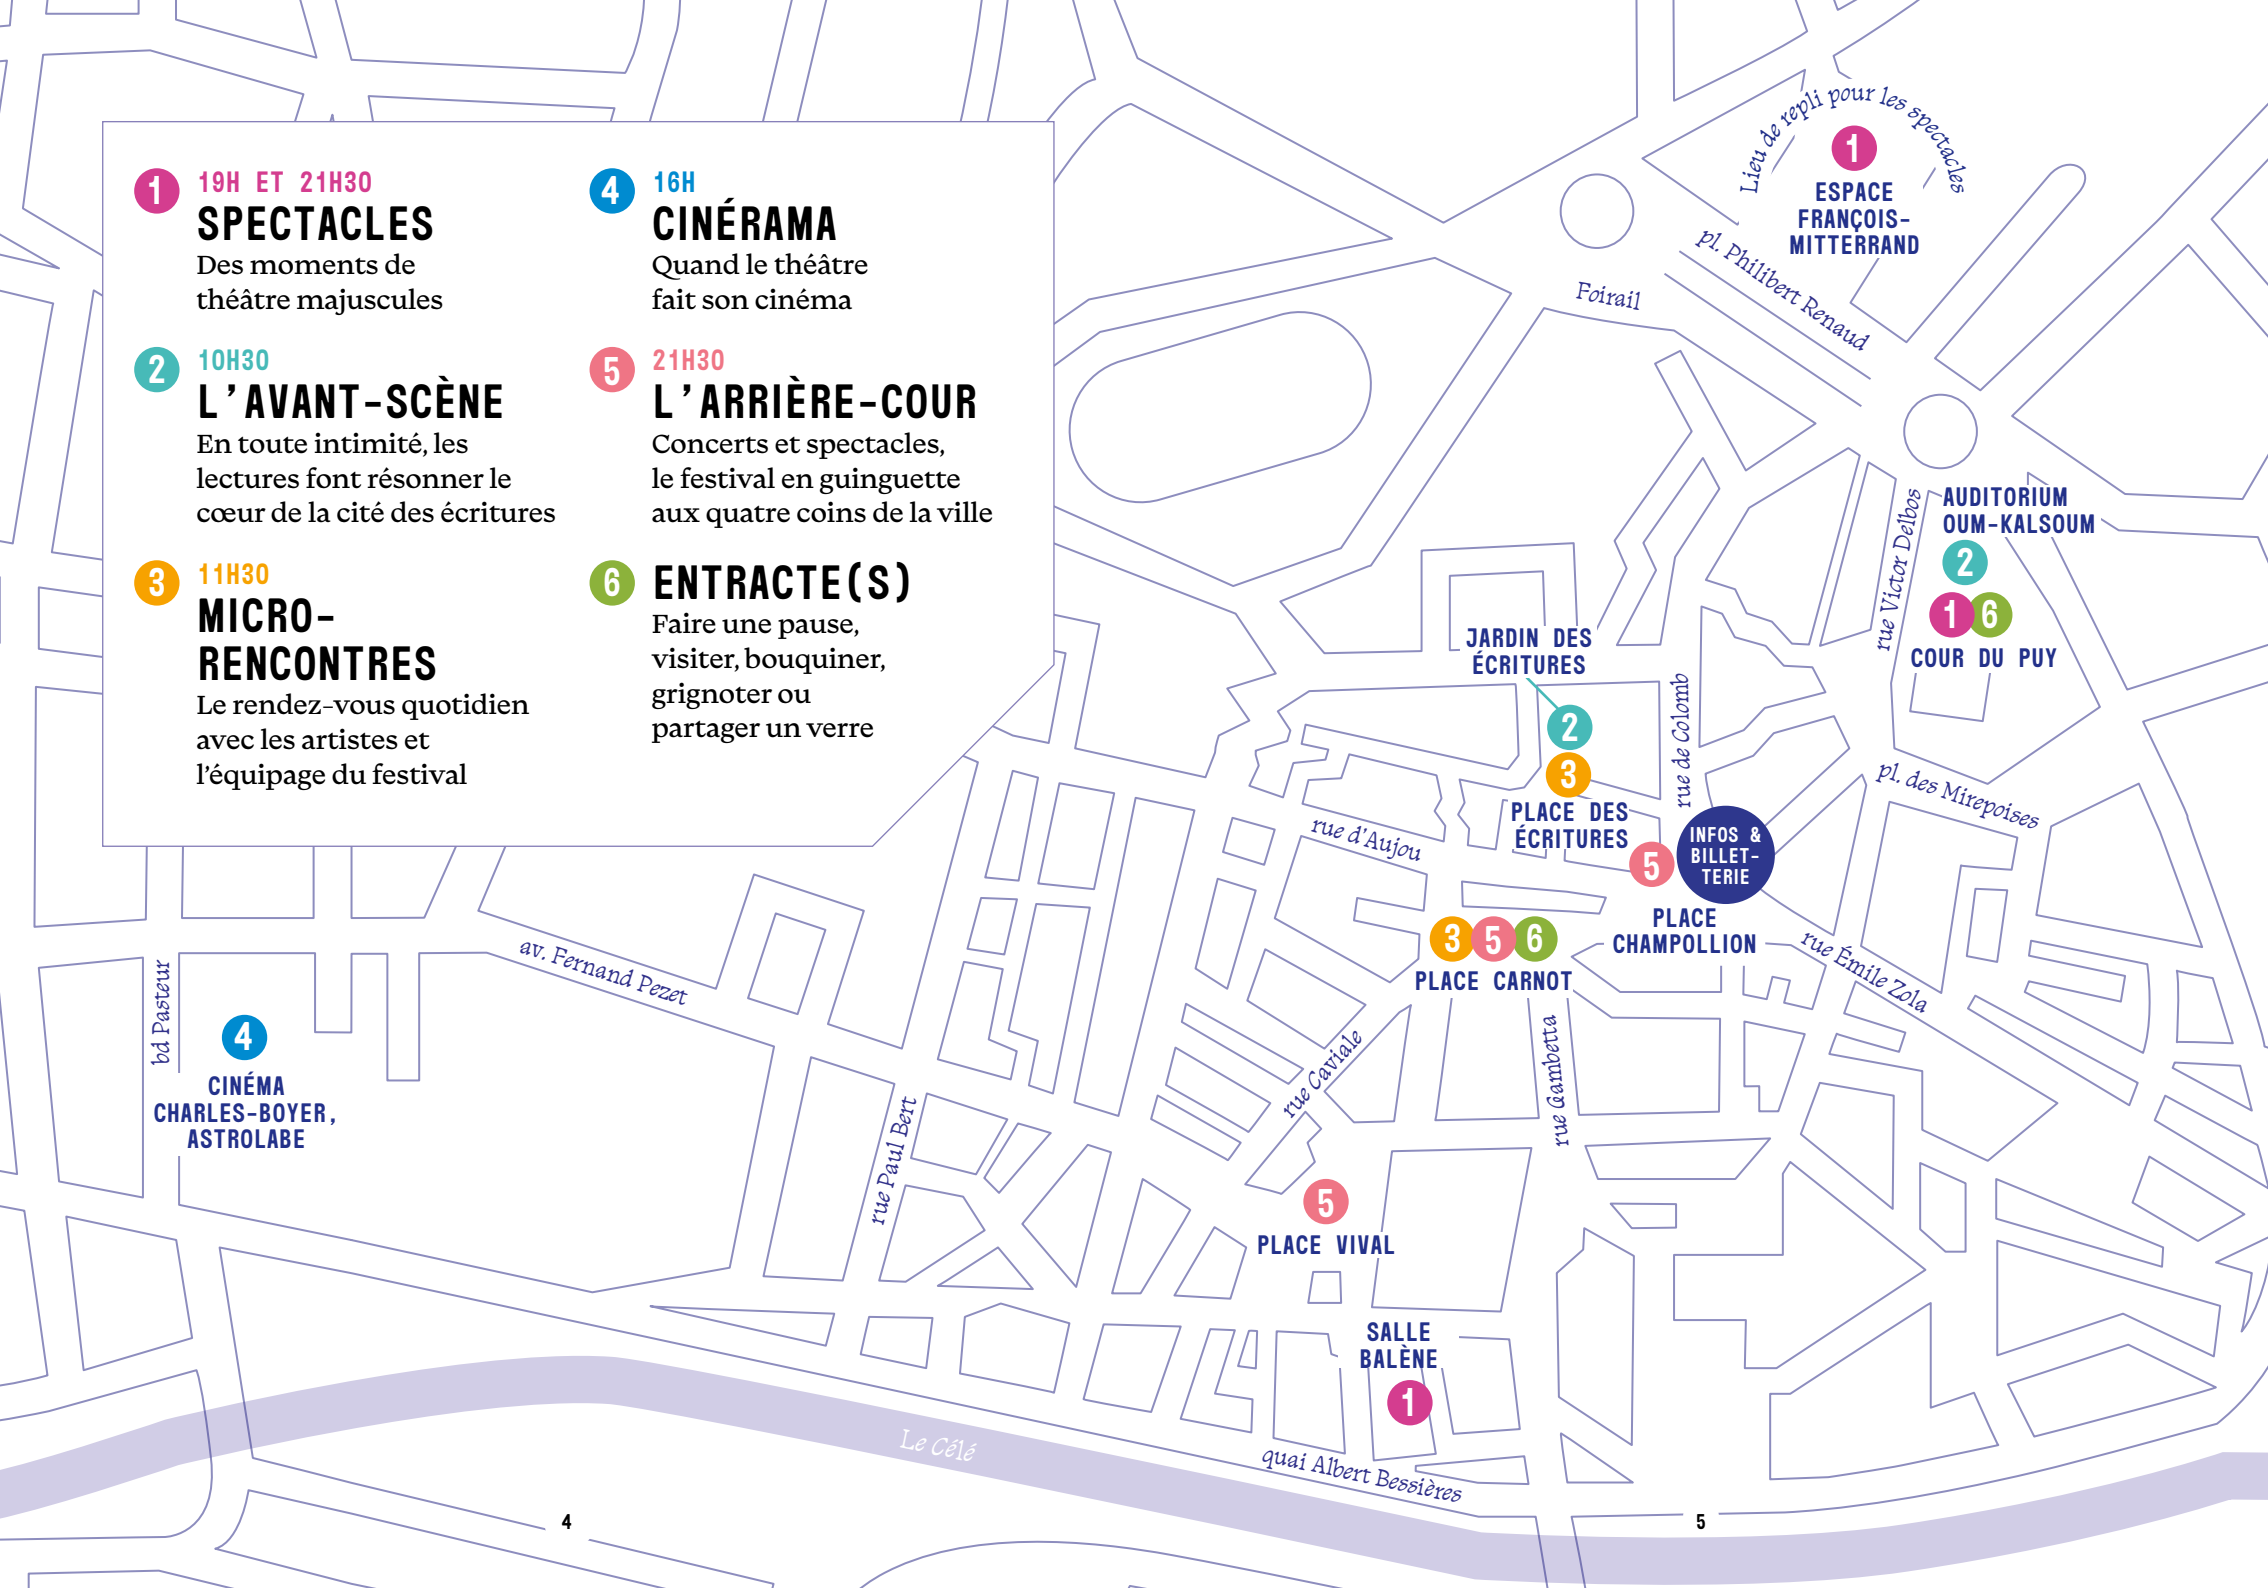 1
19H ET 21H30
SPECTACLES
Des moments de
théâtre majuscules
2
10H30
L'AVANT-SCÈNE
En toute intimité, les
lectures font résonner le
cœur de la cité des écritures
3
11H30
MICRO-
RENCONTRES
Le rendez-vous quotidien
avec les artistes et
l'équipage du festival
4
16H
CINÉRAMA
Quand le théâtre
fait son cinéma
5
21H30
L'ARRIÈRE-COUR
Concerts et spectacles,
le festival en guinguette
aux quatre coins de la ville
6
ENTRACTE(S)
Faire une pause,
visiter, bouquiner,
grignoter ou
partager un verre
Lieu de repli pour les spectacles
1
ESPACE
FRANÇOIS-
MITTERRAND
pl. Philibert Renaud
Foirail
rue Victor Delbos
AUDITORIUM
OUM-KALSOUM
2
1 6
COUR DU PUY
JARDIN DES
ÉCRITURES
2
3
PLACE DES
ÉCRITURES
rue de Colomb
pl. des Mirepoises
rue d'Aujou
5
INFOS &
BILLET-
TERIE
PLACE
CHAMPOLLION
3 5 6
PLACE CARNOT
rue Émile Zola
av. Fernand Pezet
bd Pasteur
4
CINÉMA
CHARLES-BOYER,
ASTROLABE
rue Caviale
rue Gambetta
rue Paul Bert
5
PLACE VIVAL
SALLE
BALÈNE
1
Le Célé
quai Albert Bessières
4
5